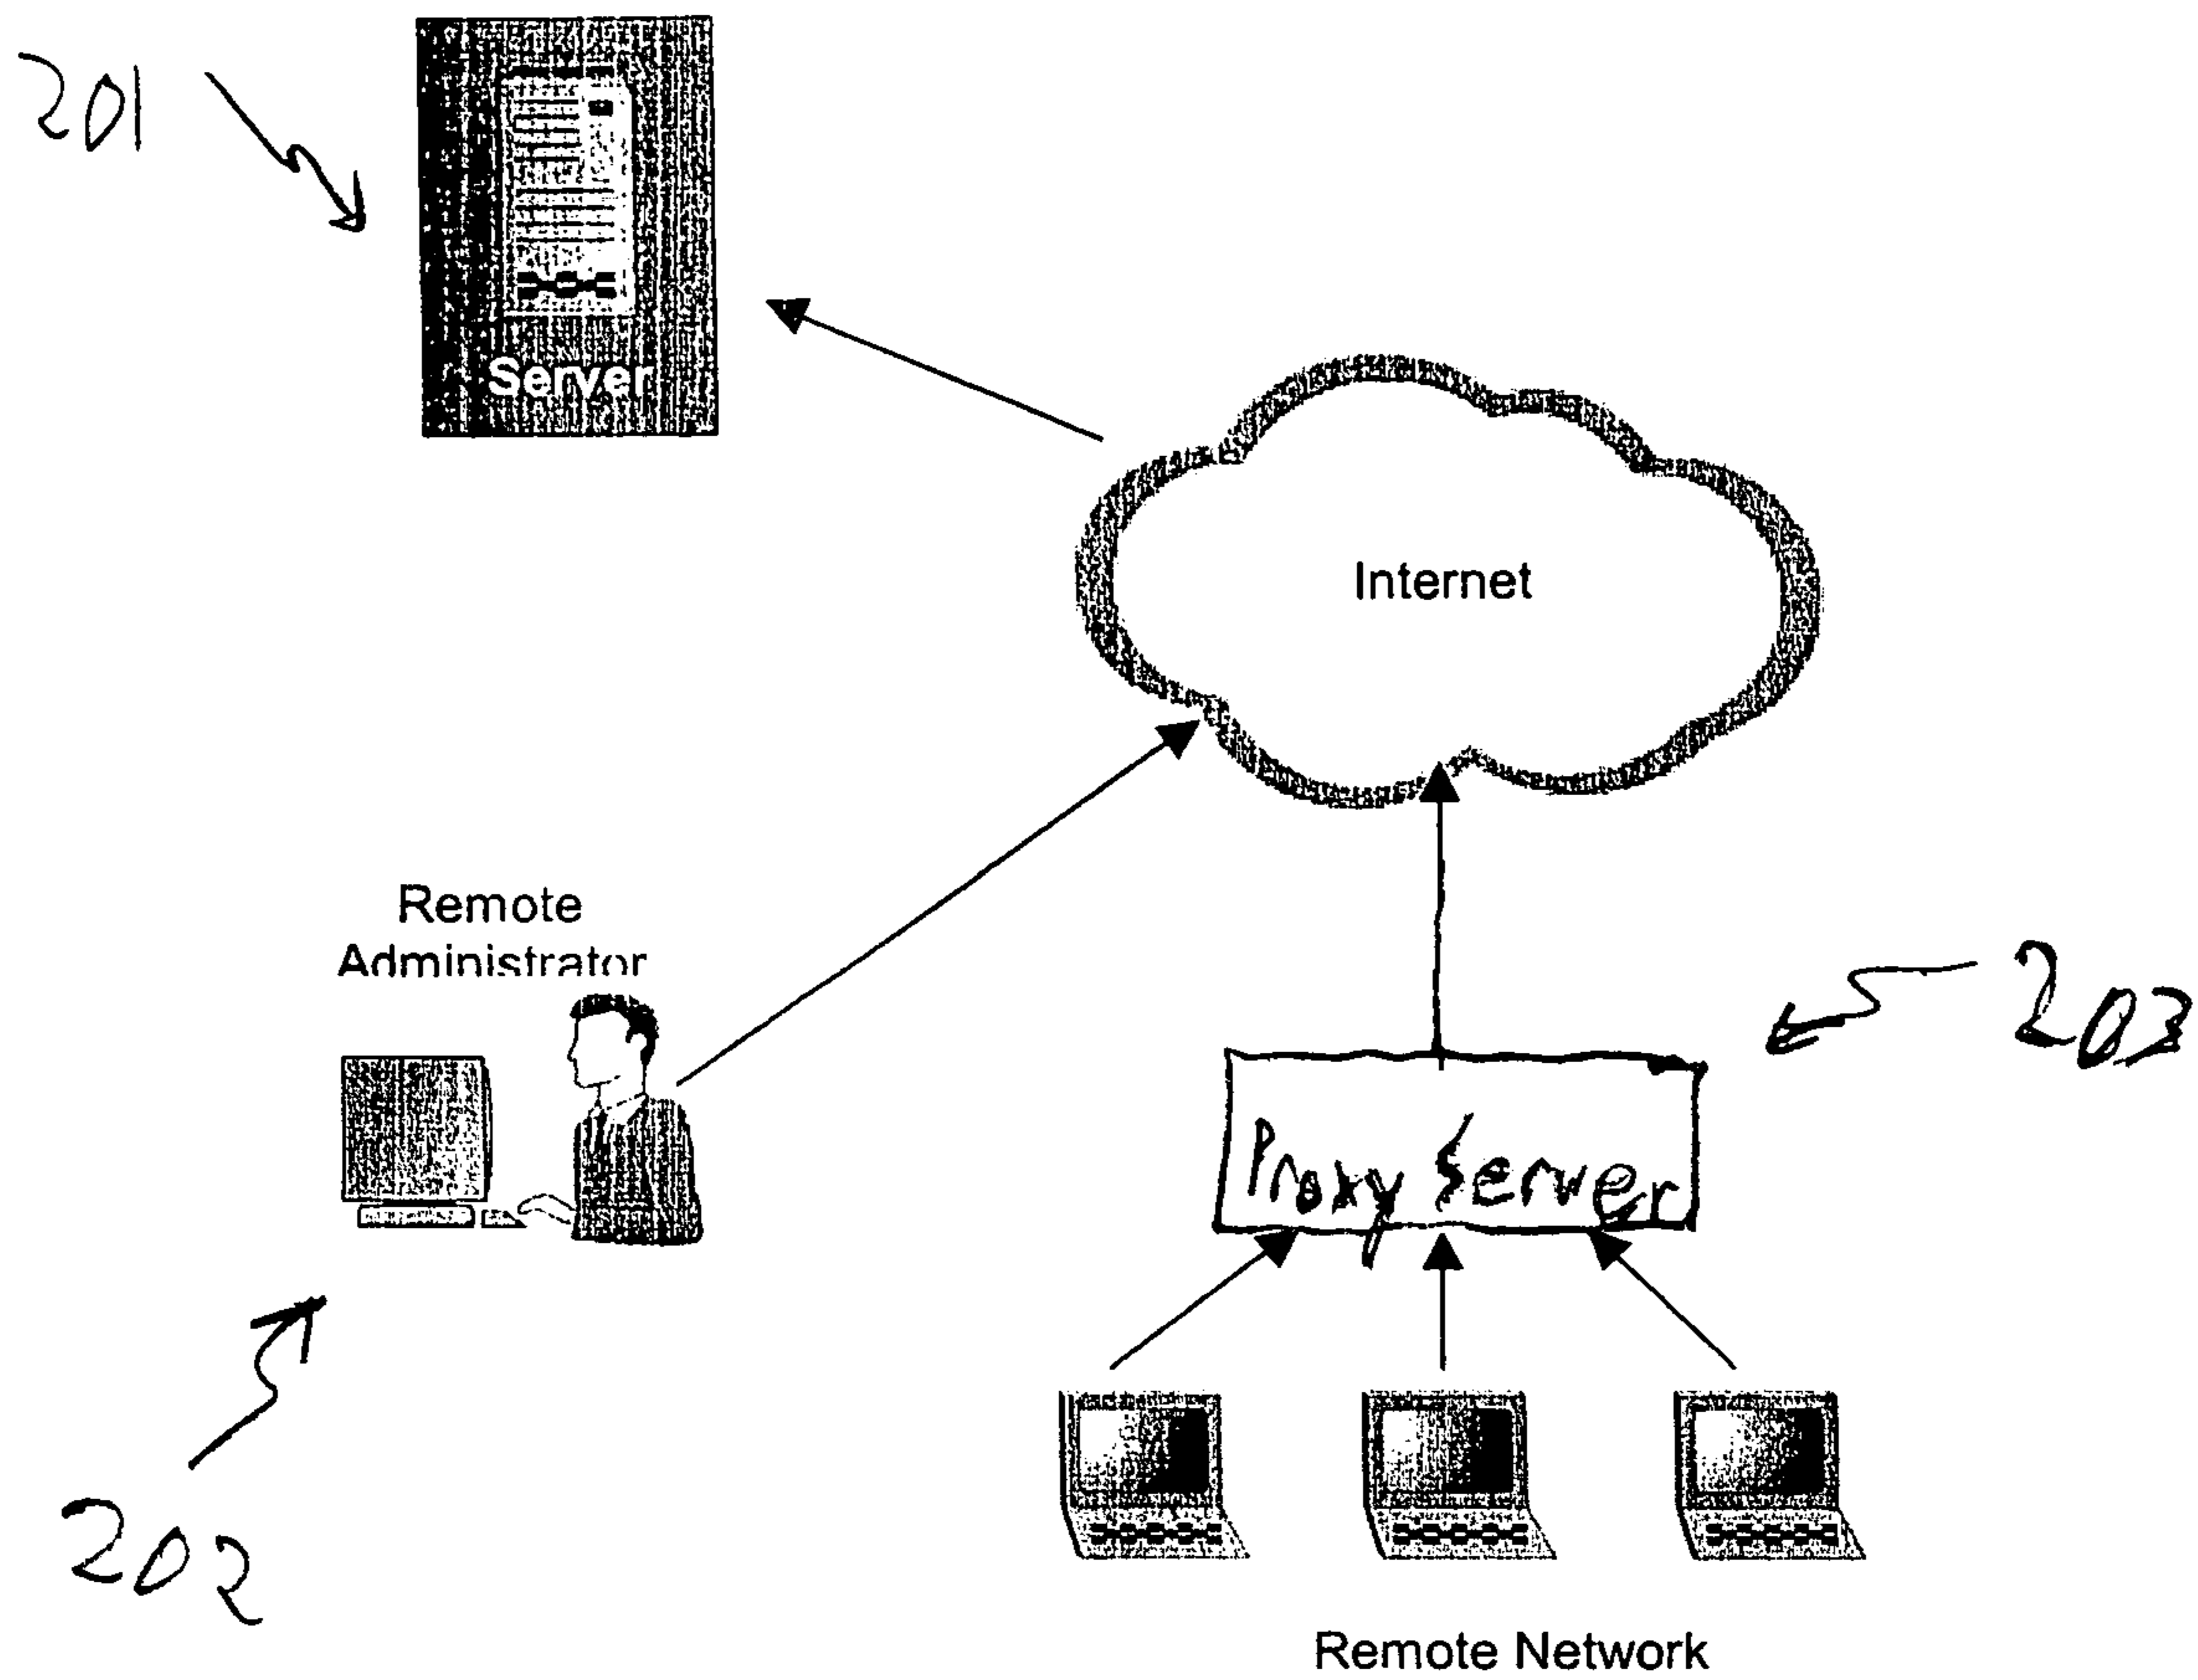 201
Server
Internet
Remote
Administrator
203
Proxy Server
202
Remote Network